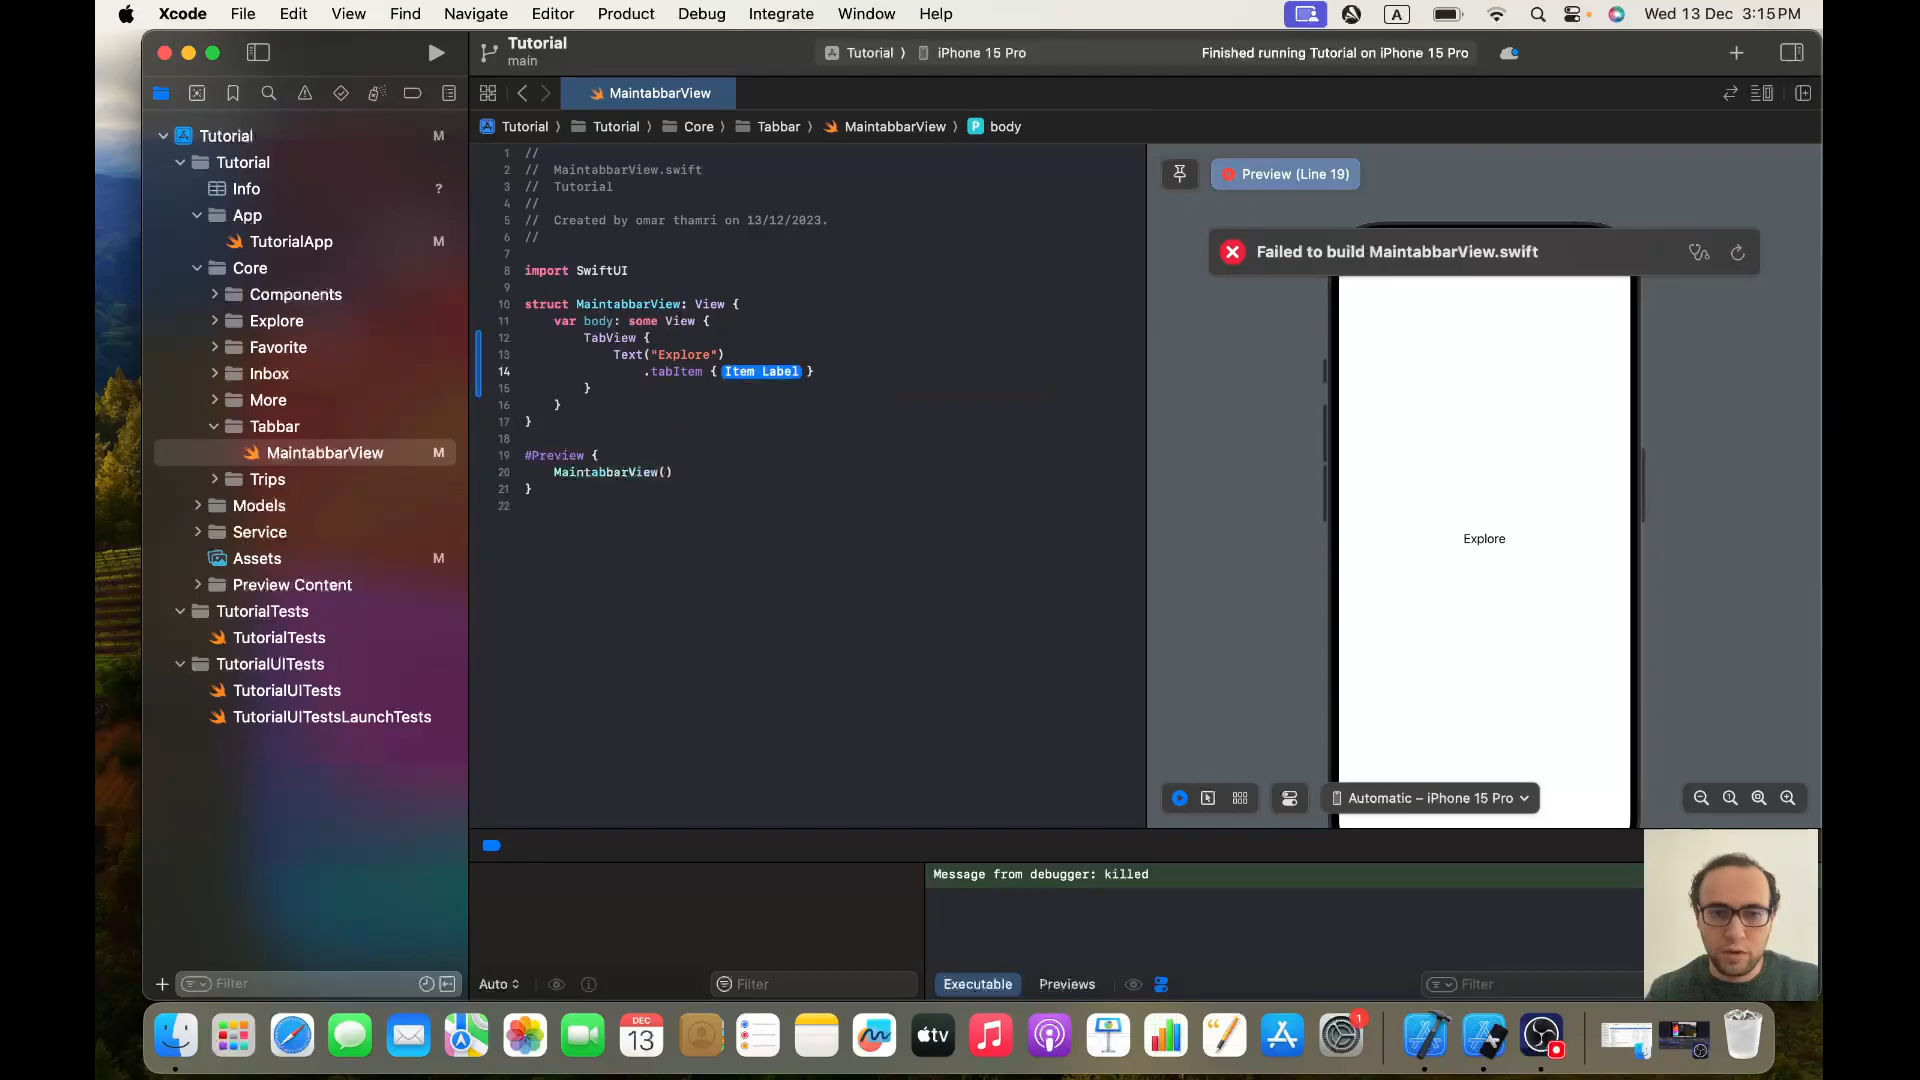 Xcode File Edit View Find Navigate Editor Product Debug Integrate Window Help A Wed 13 Dec 3:15 PM
Tutorial
main
Tutorial iPhone 15 Pro
Finished running Tutorial on iPhone 15 Pro
MaintabbarView
Tutorial Tutorial Core Tabbar MaintabbarView P body
Tutorial M
Tutorial
Info ?
App
TutorialApp M
Core
Components
Explore
Favorite
Inbox
More
Tabbar
MaintabbarView M
Trips
Models
Service
Assets M
Preview Content
TutorialTests
TutorialTests
TutorialUITests
TutorialUITests
TutorialUITestsLaunchTests
Filter
1 //
2 // MaintabbarView.swift
3 // Tutorial
4 //
5 // Created by omar thamri on 13/12/2023.
6 //
7
8 import SwiftUI
9
10 struct MaintabbarView: View {
11 var body: some View {
12 TabView {
13 Text("Explore")
14 .tabItem { Item Label }
15 }
16 }
17 }
18
19 #Preview {
20 MaintabbarView()
21 }
22
Preview (Line 19)
Failed to build MaintabbarView.swift
Explore
Automatic – iPhone 15 Pro
Message from debugger: killed
Auto
Filter
Executable Previews
Filter
DEC
13
tv
1